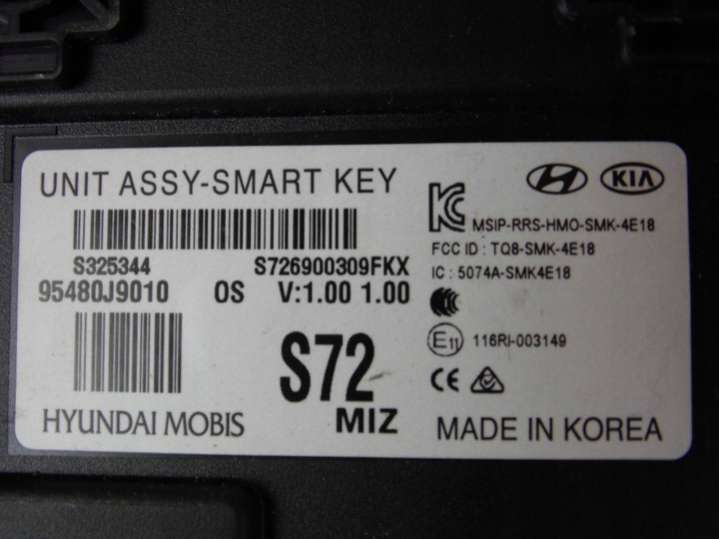 UNIT ASSY-SMART KEY
KIA
MSIP-RRS-HMO-SMK-4E18
FCC ID : TQ8-SMK-4E18
IC : 5074A-SMK4E18
S325344 S726900309FKX
95480J9010 OS V:1.00 1.00
E11 116RI-003149
S72
MIZ
CE
HYUNDAI MOBIS
MADE IN KOREA